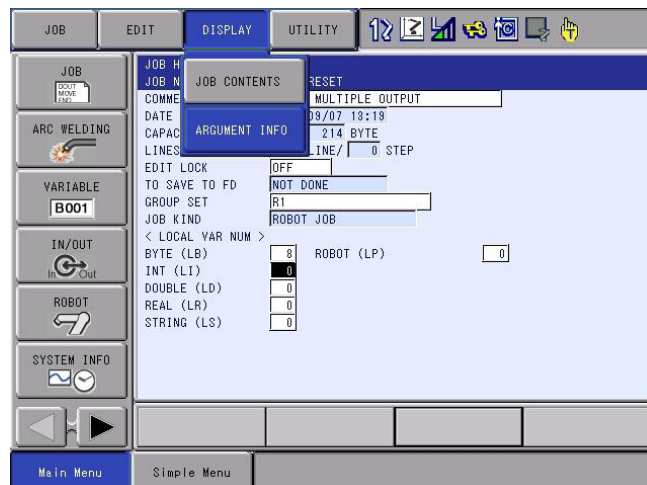 JOB EDIT DISPLAY UTILITY
JOB
DOUT
MOVE
END
ARC WELDING
VARIABLE
B001
IN/OUT
In Out
ROBOT
SYSTEM INFO
JOB CONTENTS
ARGUMENT INFO
JOB H
JOB N RESET
COMME MULTIPLE OUTPUT
DATE 09/07 13:19
CAPAC 214 BYTE
LINES LINE/ 0 STEP
EDIT LOCK OFF
TO SAVE TO FD NOT DONE
GROUP SET R1
JOB KIND ROBOT JOB
< LOCAL VAR NUM >
BYTE (LB) 8 ROBOT (LP) 0
INT (LI) 0
DOUBLE (LD) 0
REAL (LR) 0
STRING (LS) 0
Main Menu Simple Menu